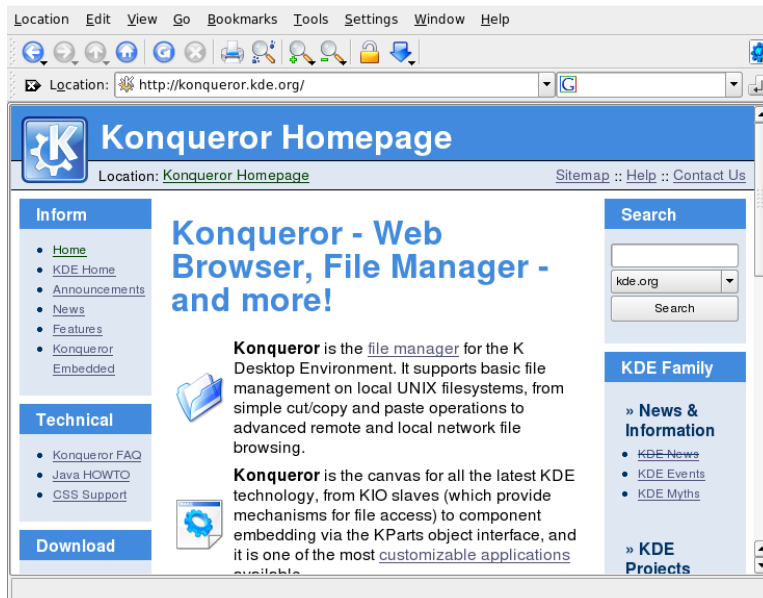 Location Edit View Go Bookmarks Tools Settings Window Help
Location: http://konqueror.kde.org/ G
K Konqueror Homepage
Location: Konqueror Homepage Sitemap :: Help :: Contact Us
Inform
Home
KDE Home
Announcements
News
Features
Konqueror
Embedded
Technical
Konqueror FAQ
Java HOWTO
CSS Support
Download
Konqueror - Web
Browser, File Manager -
and more!
Konqueror is the file manager for the K
Desktop Environment. It supports basic file
management on local UNIX filesystems, from
simple cut/copy and paste operations to
advanced remote and local network file
browsing.
Konqueror is the canvas for all the latest KDE
technology, from KIO slaves (which provide
mechanisms for file access) to component
embedding via the KParts object interface, and
it is one of the most customizable applications
available
Search
kde.org
Search
KDE Family
» News &
Information
KDE News
KDE Events
KDE Myths
» KDE
Projects